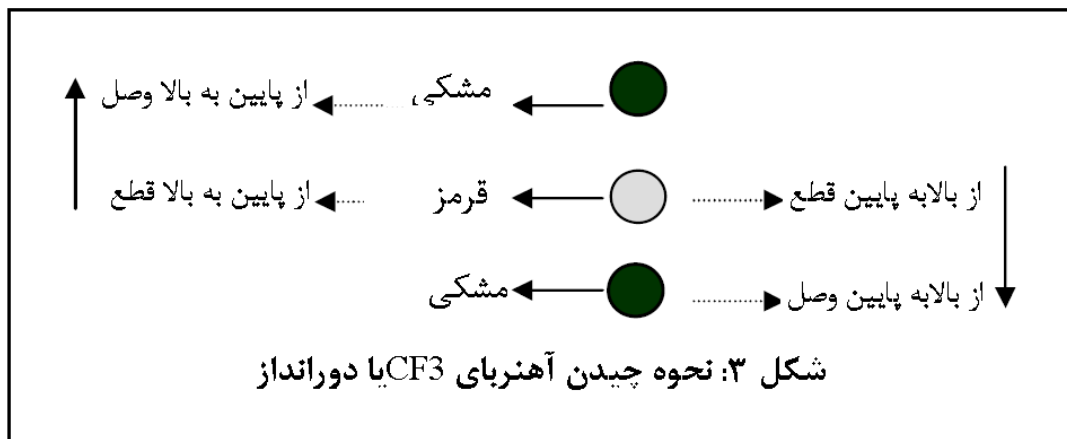 مشکی از پایین به بالا وصل
از بالابه پایین قطع قرمز از پایین به بالا قطع
از بالابه پایین وصل مشکی
شکل ۳: نحوه چیدن آهنربای CF3یا دورانداز